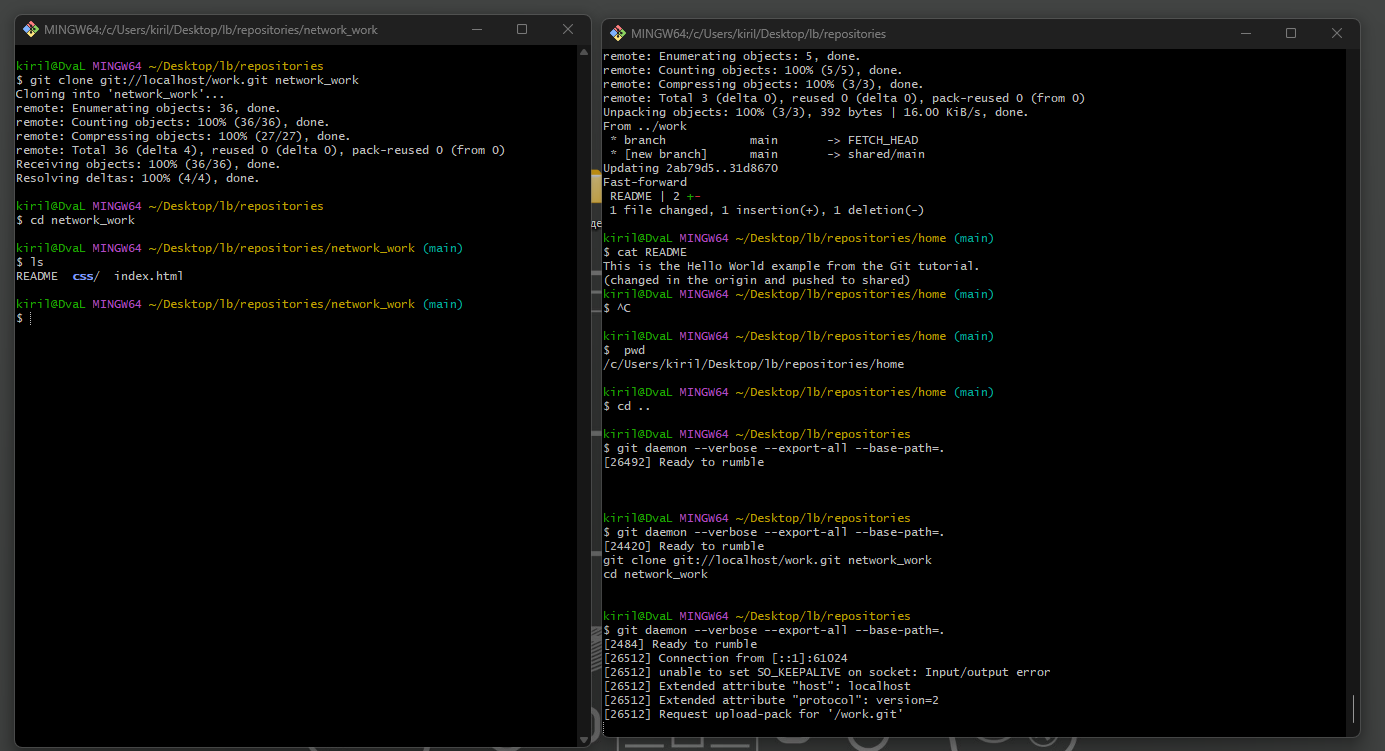 MINGW64:/c/Users/kiril/Desktop/lb/repositories/network_work
kiril@DvaL MINGW64 ~/Desktop/lb/repositories
$ git clone git://localhost/work.git network_work
Cloning into 'network_work'...
remote: Enumerating objects: 36, done.
remote: Counting objects: 100% (36/36), done.
remote: Compressing objects: 100% (27/27), done.
remote: Total 36 (delta 4), reused 0 (delta 0), pack-reused 0 (from 0)
Receiving objects: 100% (36/36), done.
Resolving deltas: 100% (4/4), done.
kiril@DvaL MINGW64 ~/Desktop/lb/repositories
$ cd network_work
kiril@DvaL MINGW64 ~/Desktop/lb/repositories/network_work (main)
$ ls
README  css/  index.html
kiril@DvaL MINGW64 ~/Desktop/lb/repositories/network_work (main)
$
де
MINGW64:/c/Users/kiril/Desktop/lb/repositories
remote: Enumerating objects: 5, done.
remote: Counting objects: 100% (5/5), done.
remote: Compressing objects: 100% (3/3), done.
remote: Total 3 (delta 0), reused 0 (delta 0), pack-reused 0 (from 0)
Unpacking objects: 100% (3/3), 392 bytes | 16.00 KiB/s, done.
From ../work
 * branch            main       -> FETCH_HEAD
 * [new branch]      main       -> shared/main
Updating 2ab79d5..31d8670
Fast-forward
 README | 2 +-
 1 file changed, 1 insertion(+), 1 deletion(-)
kiril@DvaL MINGW64 ~/Desktop/lb/repositories/home (main)
$ cat README
This is the Hello World example from the Git tutorial.
(changed in the origin and pushed to shared)
kiril@DvaL MINGW64 ~/Desktop/lb/repositories/home (main)
$ ^C
kiril@DvaL MINGW64 ~/Desktop/lb/repositories/home (main)
$  pwd
/c/Users/kiril/Desktop/lb/repositories/home
kiril@DvaL MINGW64 ~/Desktop/lb/repositories/home (main)
$ cd ..
kiril@DvaL MINGW64 ~/Desktop/lb/repositories
$ git daemon --verbose --export-all --base-path=.
[26492] Ready to rumble
kiril@DvaL MINGW64 ~/Desktop/lb/repositories
$ git daemon --verbose --export-all --base-path=.
[24420] Ready to rumble
git clone git://localhost/work.git network_work
cd network_work
kiril@DvaL MINGW64 ~/Desktop/lb/repositories
$ git daemon --verbose --export-all --base-path=.
[2484] Ready to rumble
[26512] Connection from [::1]:61024
[26512] unable to set SO_KEEPALIVE on socket: Input/output error
[26512] Extended attribute "host": localhost
[26512] Extended attribute "protocol": version=2
[26512] Request upload-pack for '/work.git'